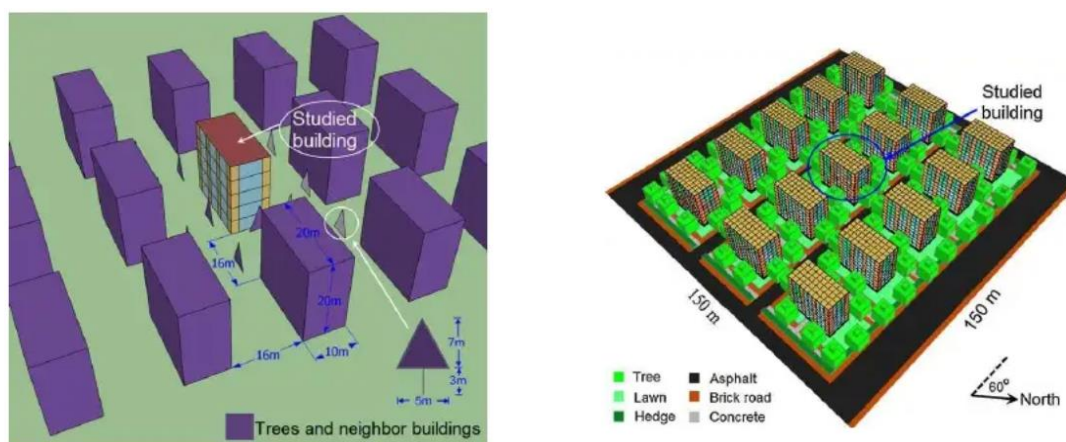 Studied
building
20m
16m
20m
16m
10m
7m
3m
5m
Trees and neighbor buildings
Studied
building
150 m
150 m
Tree
Lawn
Hedge
Asphalt
Brick road
Concrete
60°
North